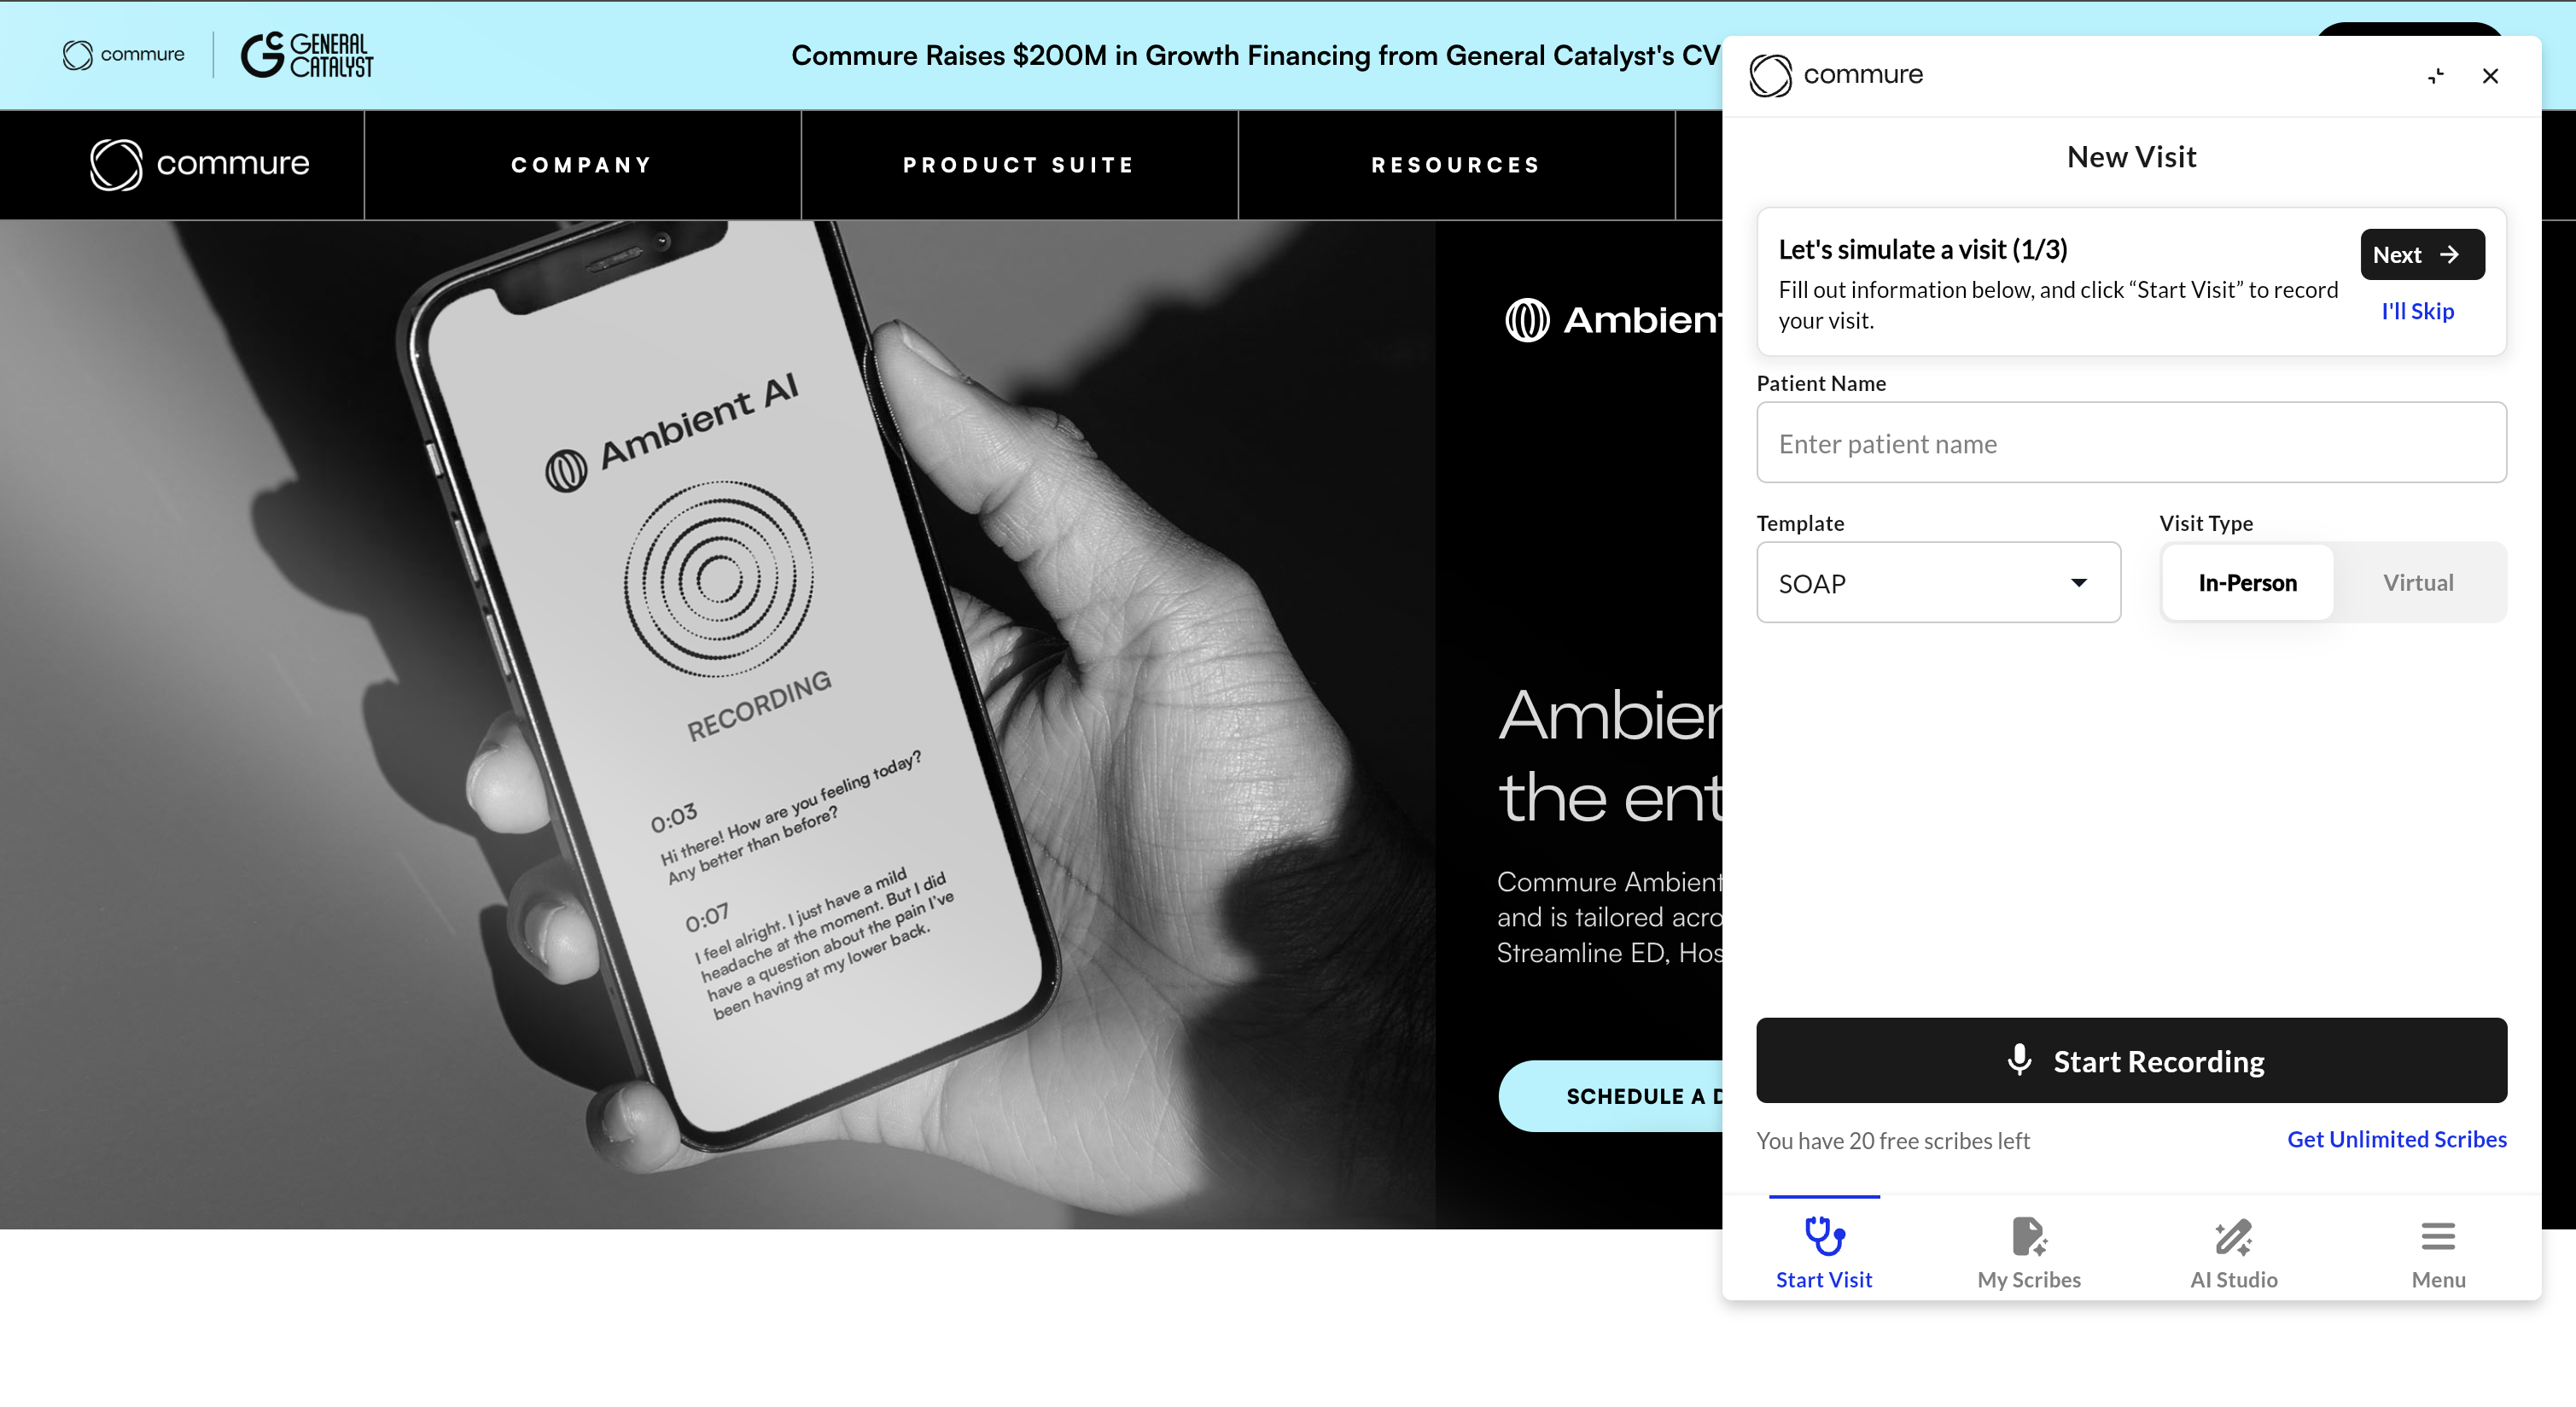 commure
GENERAL
CATALYST
Commure Raises $200M in Growth Financing from General Catalyst's CV
commure
COMPANY
PRODUCT SUITE
RESOURCES
Ambient AI
RECORDING
0:03
Hi there! How are you feeling today?
Any better than before?
0:07
I feel alright. I just have a mild
headache at the moment. But I did
have a question about the pain I've
been having at my lower back.
Ambient
Ambien
the ent
Commure Ambient
and is tailored acro
Streamline ED, Hos
SCHEDULE A D
commure
New Visit
Let's simulate a visit (1/3)
Next
Fill out information below, and click “Start Visit” to record
your visit.
I'll Skip
Patient Name
Enter patient name
Template
Visit Type
SOAP
In-Person
Virtual
Start Recording
You have 20 free scribes left
Get Unlimited Scribes
Start Visit
My Scribes
AI Studio
Menu